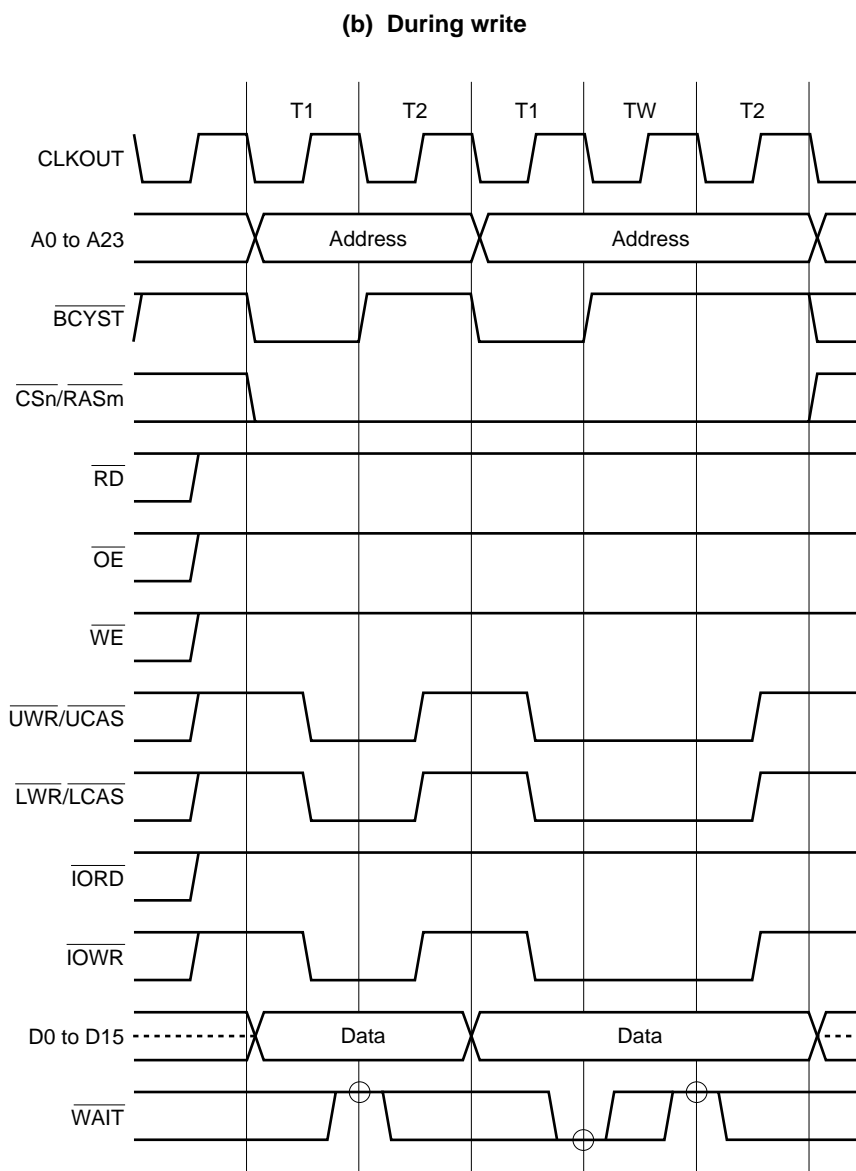 (b) During write
T1 T2 T1 TW T2
CLKOUT
A0 to A23 Address Address
BCYST
CSn/RASm
RD
OE
WE
UWR/UCAS
LWR/LCAS
IORD
IOWR
D0 to D15 Data Data
WAIT